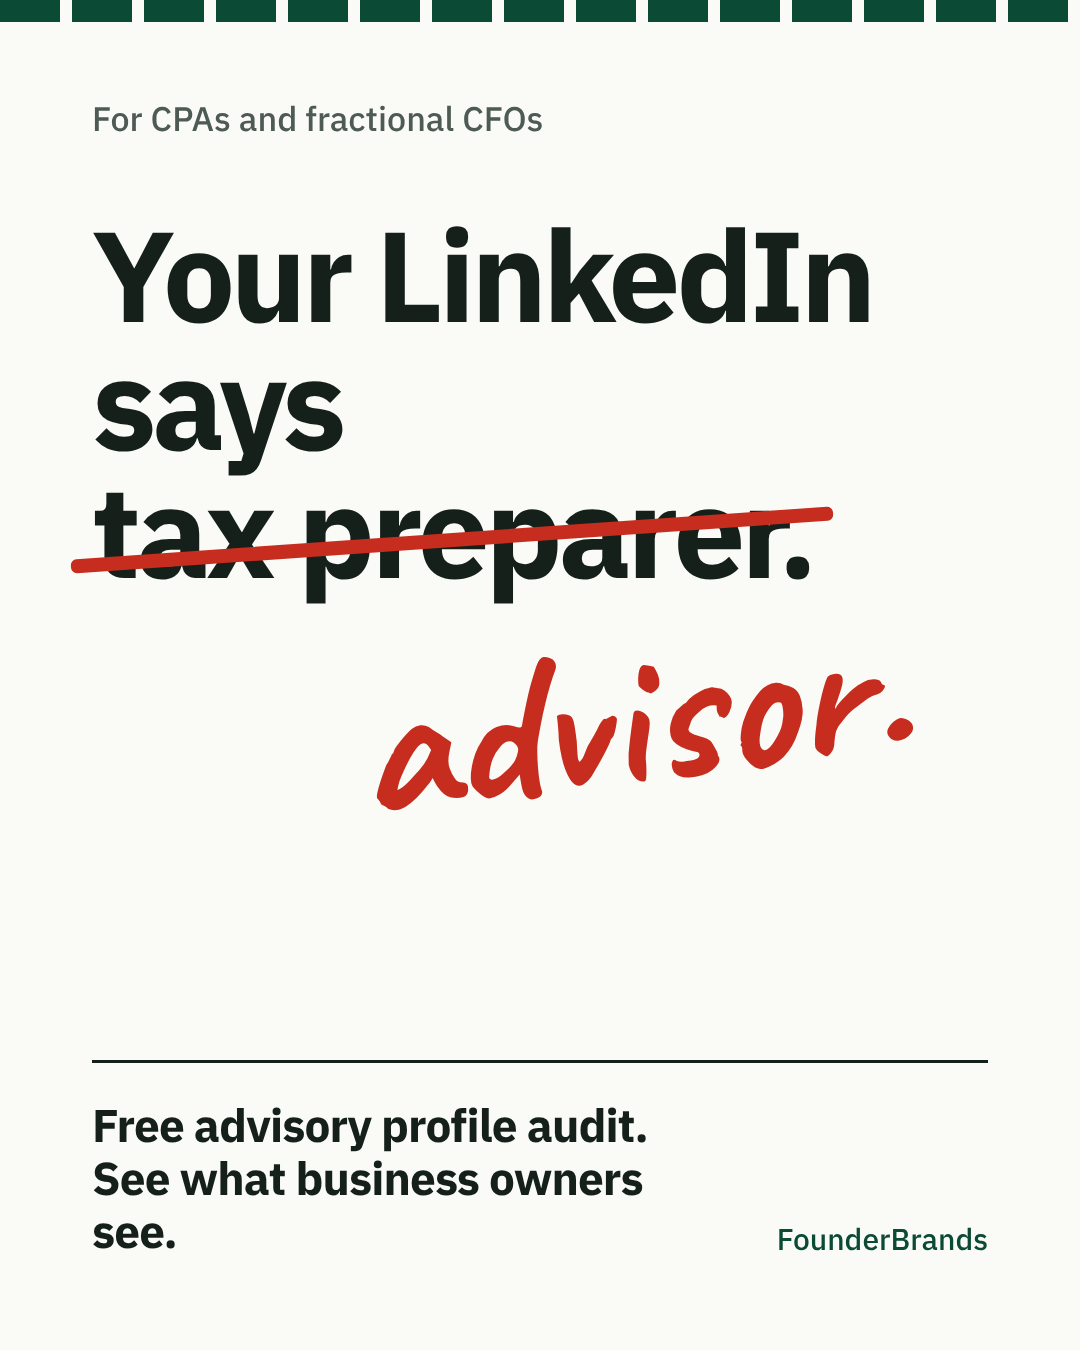 For CPAs and fractional CFOs
Your LinkedIn
says
tax preparer.
advisor.
Free advisory profile audit.
See what business owners
see.
FounderBrands